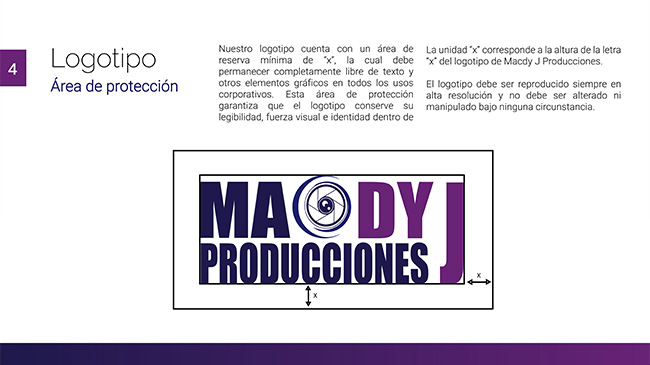 4
Logotipo
Área de protección
Nuestro logotipo cuenta con un área de
reserva mínima de “x”, la cual debe
permanecer completamente libre de texto y
otros elementos gráficos en todos los usos
corporativos. Esta área de protección
garantiza que el logotipo conserve su
legibilidad, fuerza visual e identidad dentro de
La unidad “x” corresponde a la altura de la letra
“x” del logotipo de Macdy J Producciones.
El logotipo debe ser reproducido siempre en
alta resolución y no debe ser alterado ni
manipulado bajo ninguna circunstancia.
MACDY J
PRODUCCIONES
x
x